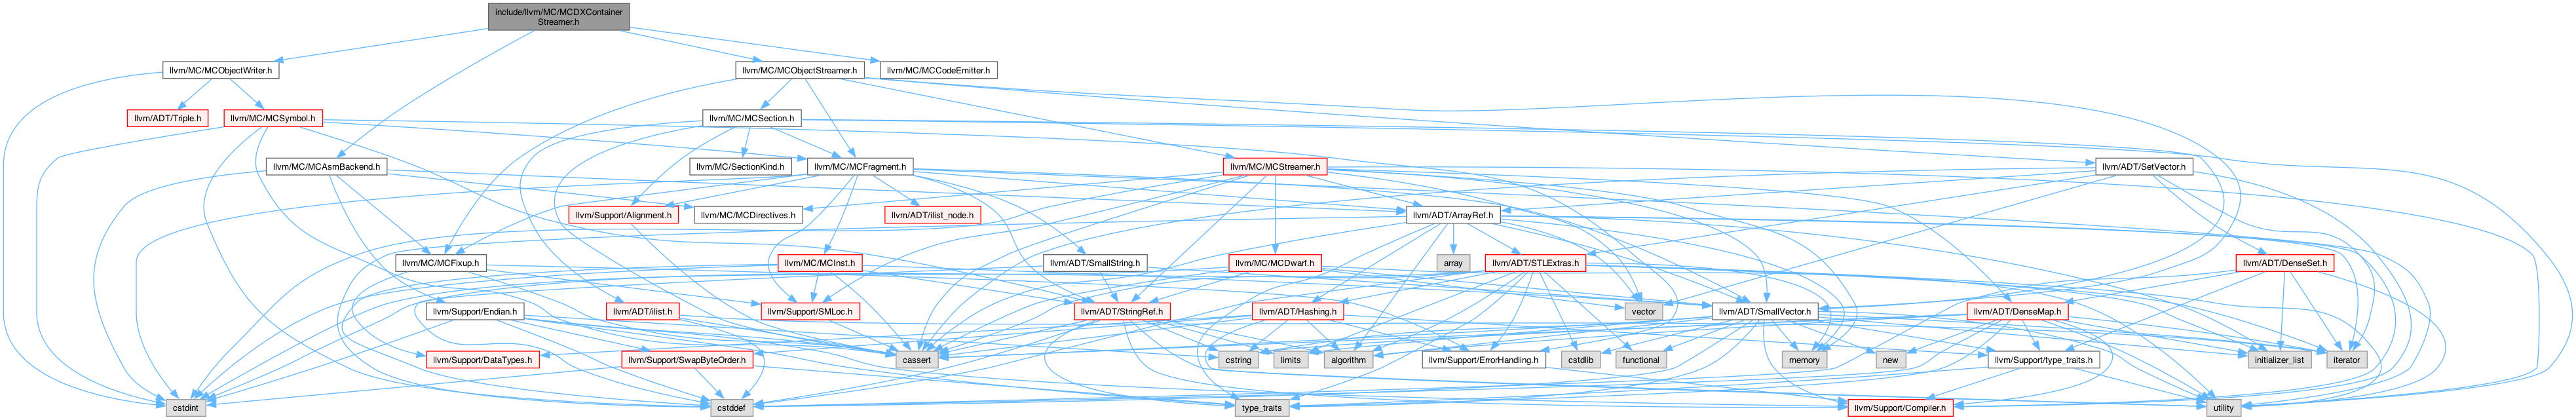 include/llvm/MC/MCDXContainer
Streamer.h
llvm/MC/MCObjectWriter.h
llvm/MC/MCObjectStreamer.h
llvm/MC/MCCodeEmitter.h
llvm/ADT/Triple.h
llvm/MC/MCSymbol.h
llvm/MC/MCSection.h
llvm/MC/MCAsmBackend.h
llvm/MC/SectionKind.h
llvm/MC/MCFragment.h
llvm/MC/MCStreamer.h
llvm/ADT/SetVector.h
llvm/Support/Alignment.h
llvm/MC/MCDirectives.h
llvm/ADT/ilist_node.h
llvm/ADT/ArrayRef.h
llvm/MC/MCFixup.h
llvm/MC/MCInst.h
llvm/ADT/SmallString.h
llvm/MC/MCDwarf.h
array
llvm/ADT/STLExtras.h
llvm/ADT/DenseSet.h
llvm/Support/Endian.h
llvm/ADT/ilist.h
llvm/Support/SMLoc.h
llvm/ADT/StringRef.h
llvm/ADT/Hashing.h
vector
llvm/ADT/SmallVector.h
llvm/ADT/DenseMap.h
llvm/Support/DataTypes.h
llvm/Support/SwapByteOrder.h
cassert
cstring
limits
algorithm
llvm/Support/ErrorHandling.h
cstdlib
functional
memory
new
llvm/Support/type_traits.h
initializer_list
iterator
cstdint
cstddef
type_traits
llvm/Support/Compiler.h
utility